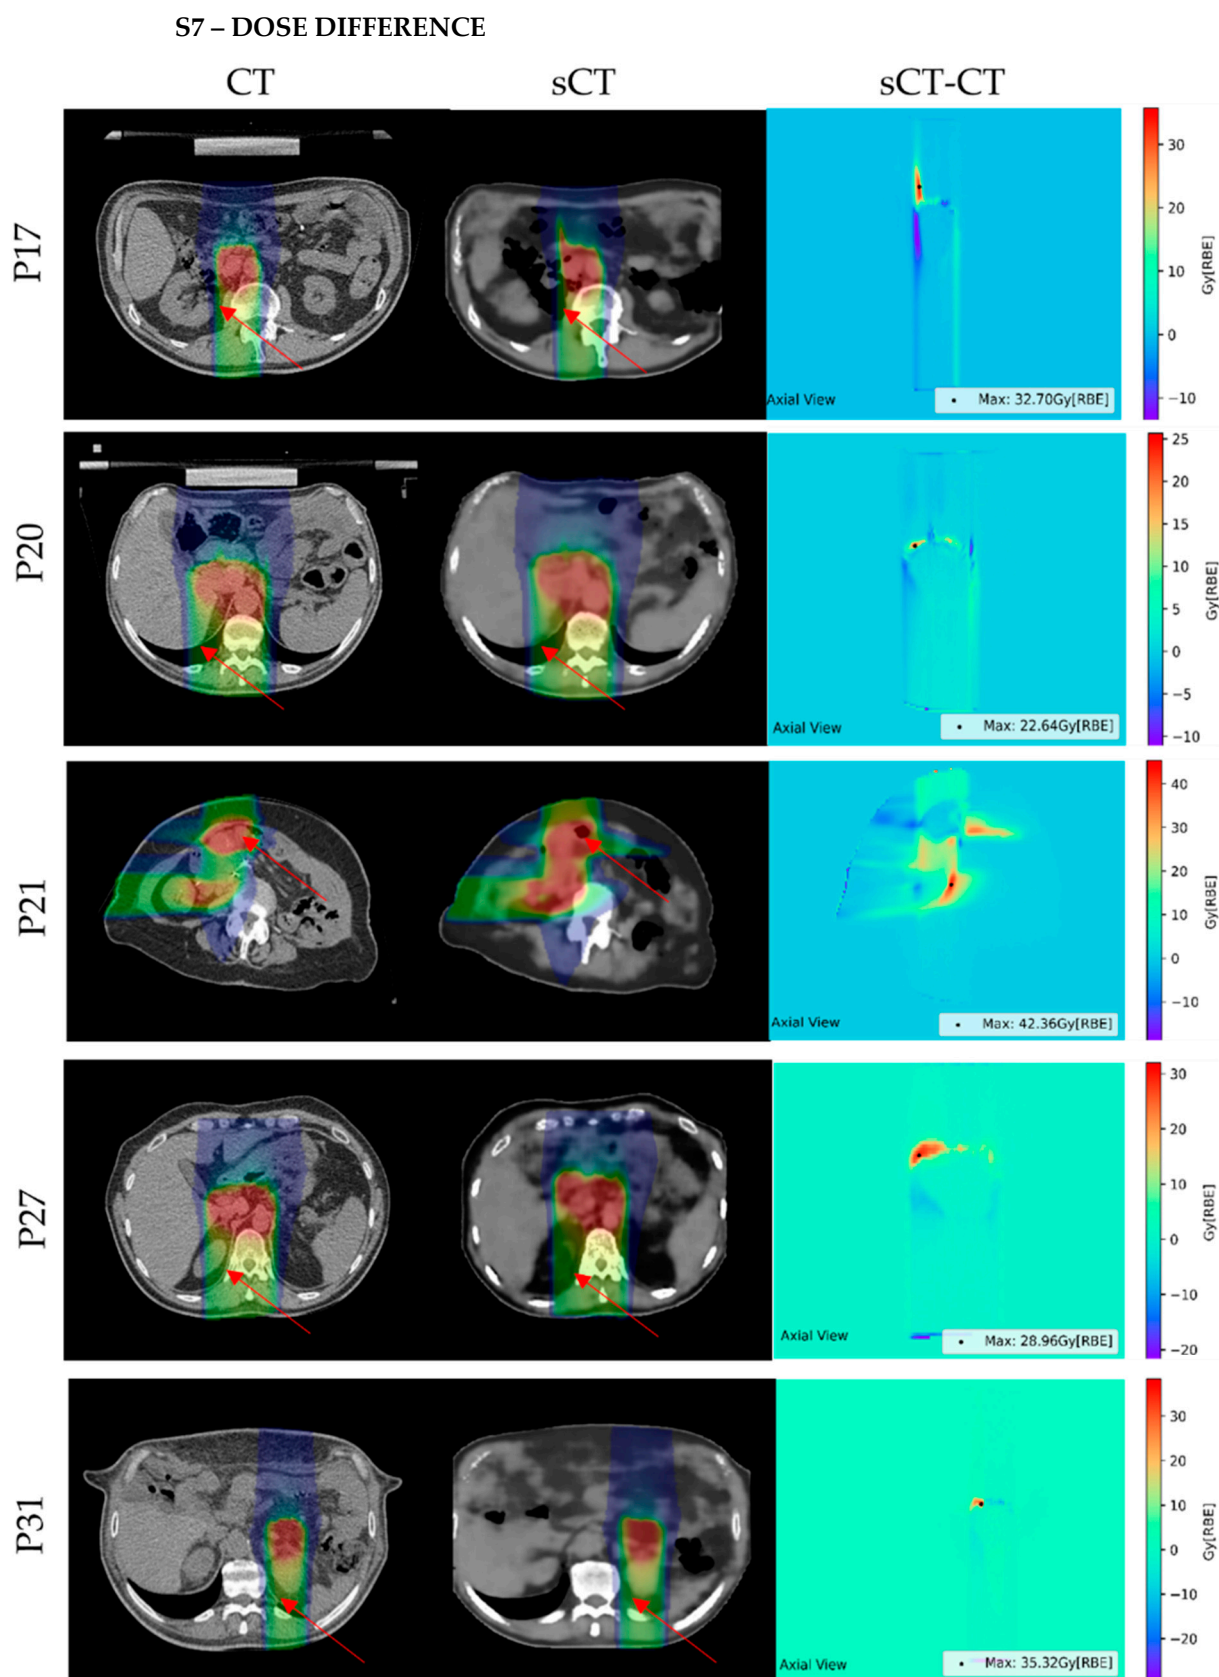 S7 – DOSE DIFFERENCE
CT sCT sCT-CT
P17
Axial View
Max: 32.70Gy[RBE]
30
20
10
0
−10
Gy[RBE]
P20
Axial View
Max: 22.64Gy[RBE]
25
20
15
10
5
0
−5
−10
Gy[RBE]
P21
Axial View
Max: 42.36Gy[RBE]
40
30
20
10
0
−10
Gy[RBE]
P27
Axial View
Max: 28.96Gy[RBE]
30
20
10
0
−10
−20
Gy[RBE]
P31
Axial View
Max: 35.32Gy[RBE]
30
20
10
0
−10
−20
Gy[RBE]